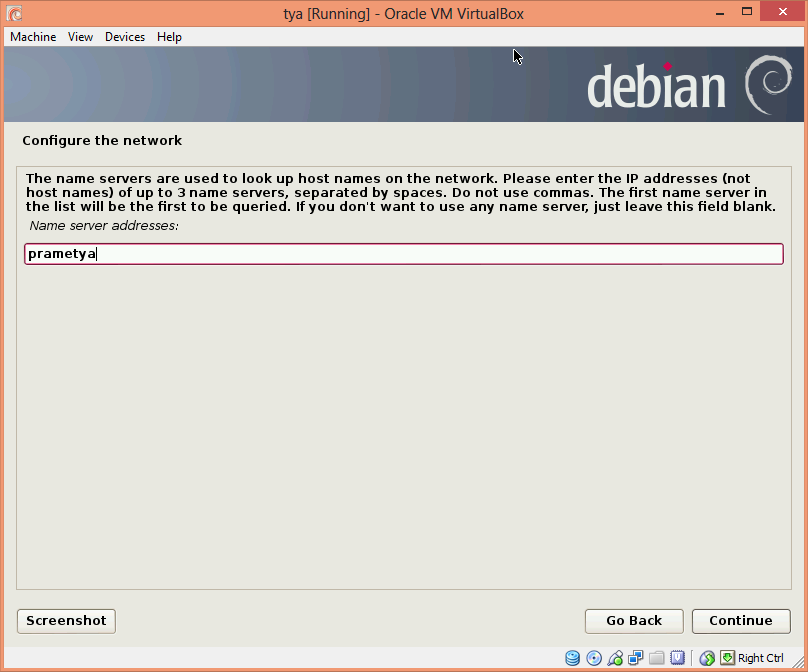 tya [Running] - Oracle VM VirtualBox
Machine View Devices Help
debian
Configure the network
The name servers are used to look up host names on the network. Please enter the IP addresses (not
host names) of up to 3 name servers, separated by spaces. Do not use commas. The first name server in
the list will be the first to be queried. If you don't want to use any name server, just leave this field blank.
Name server addresses:
prametya
Screenshot Go Back Continue
Right Ctrl